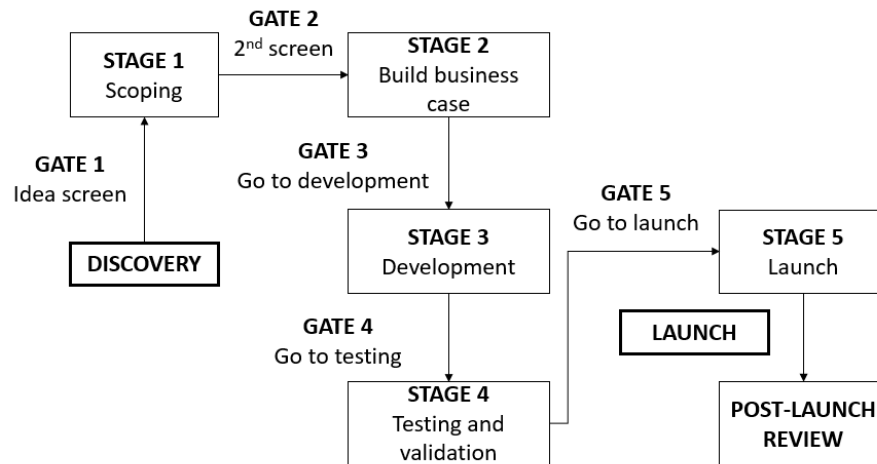 GATE 2
2nd screen
STAGE 1
Scoping
STAGE 2
Build business
case
GATE 1
Idea screen
GATE 3
Go to development
DISCOVERY
STAGE 3
Development
GATE 5
Go to launch
STAGE 5
Launch
GATE 4
Go to testing
LAUNCH
STAGE 4
Testing and
validation
POST-LAUNCH
REVIEW